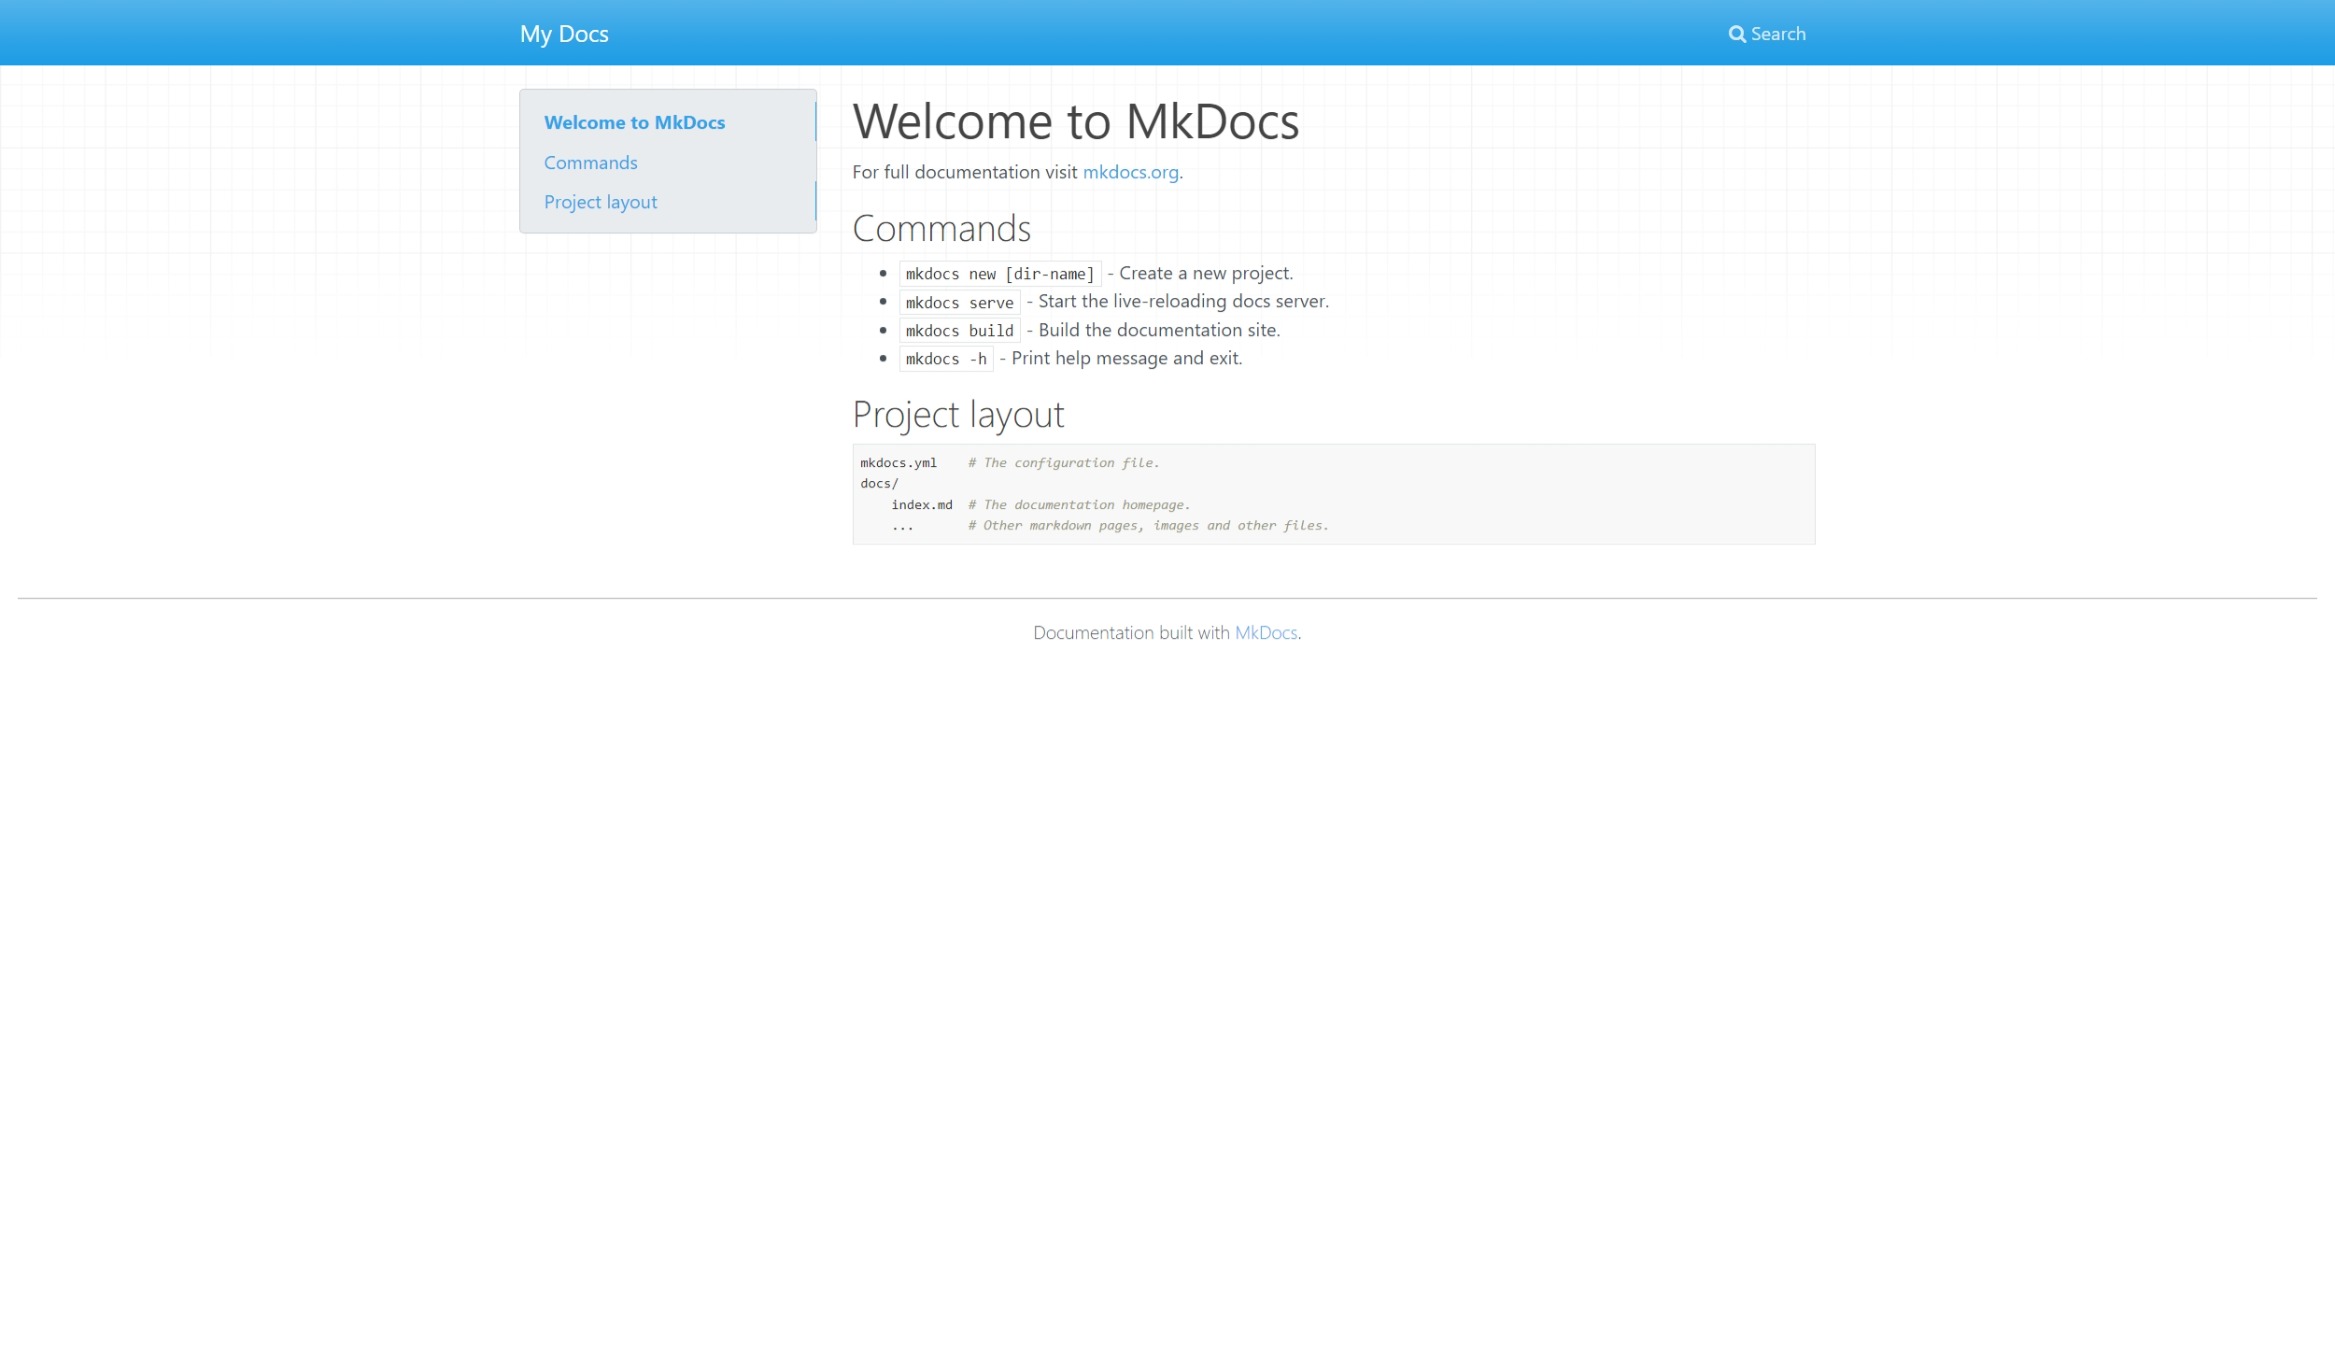 My Docs
Search
Welcome to MkDocs
Commands
Project layout
Welcome to MkDocs
For full documentation visit mkdocs.org.
Commands
mkdocs new [dir-name] - Create a new project.
mkdocs serve - Start the live-reloading docs server.
mkdocs build - Build the documentation site.
mkdocs -h - Print help message and exit.
Project layout
mkdocs.yml    # The configuration file.
docs/
    index.md  # The documentation homepage.
    ...       # Other markdown pages, images and other files.
Documentation built with MkDocs.